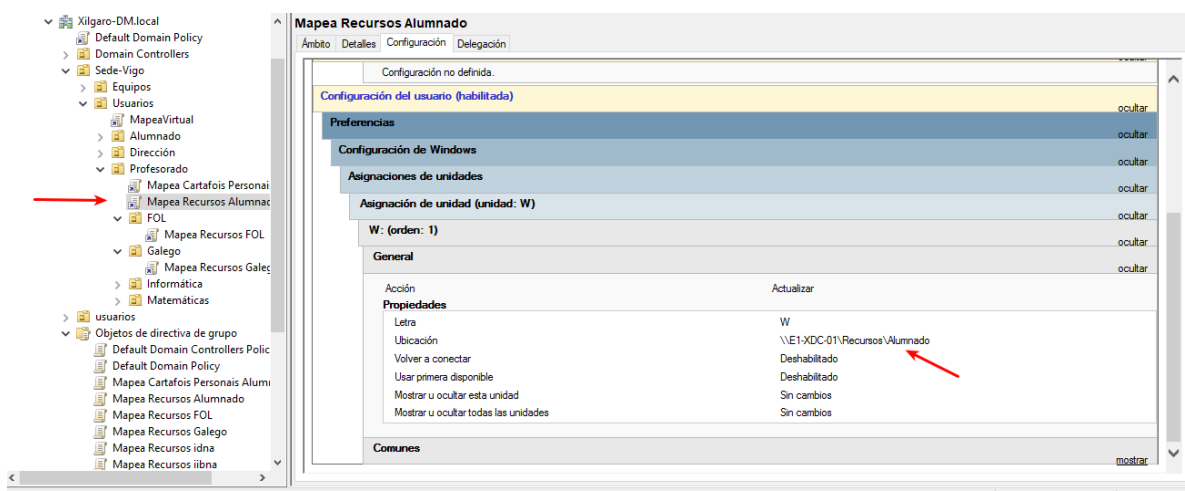 Xilgaro-DM.local
Default Domain Policy
Domain Controllers
Sede-Vigo
Equipos
Usuarios
MapeaVirtual
Alumnado
Dirección
Profesorado
Mapea Cartafois Personai
Mapea Recursos Alumnad
FOL
Mapea Recursos FOL
Galego
Mapea Recursos Galeg
Informática
Matemáticas
usuarios
Objetos de directiva de grupo
Default Domain Controllers Polic
Default Domain Policy
Mapea Cartafois Personais Alum
Mapea Recursos Alumnado
Mapea Recursos FOL
Mapea Recursos Galego
Mapea Recursos idna
Mapea Recursos iibna
Mapea Recursos Alumnado
Ámbito Detalles Configuración Delegación
Configuración no definida.
Configuración del usuario (habilitada)
ocultar
Preferencias
ocultar
Configuración de Windows
ocultar
Asignaciones de unidades
ocultar
Asignación de unidad (unidad: W)
ocultar
W: (orden: 1)
ocultar
General
ocultar
Acción Actualizar
Propiedades
Letra W
Ubicación \\E1-XDC-01\Recursos\Alumnado
Volver a conectar Deshabilitado
Usar primera disponible Deshabilitado
Mostrar u ocultar esta unidad Sin cambios
Mostrar u ocultar todas las unidades Sin cambios
Comunes
mostrar